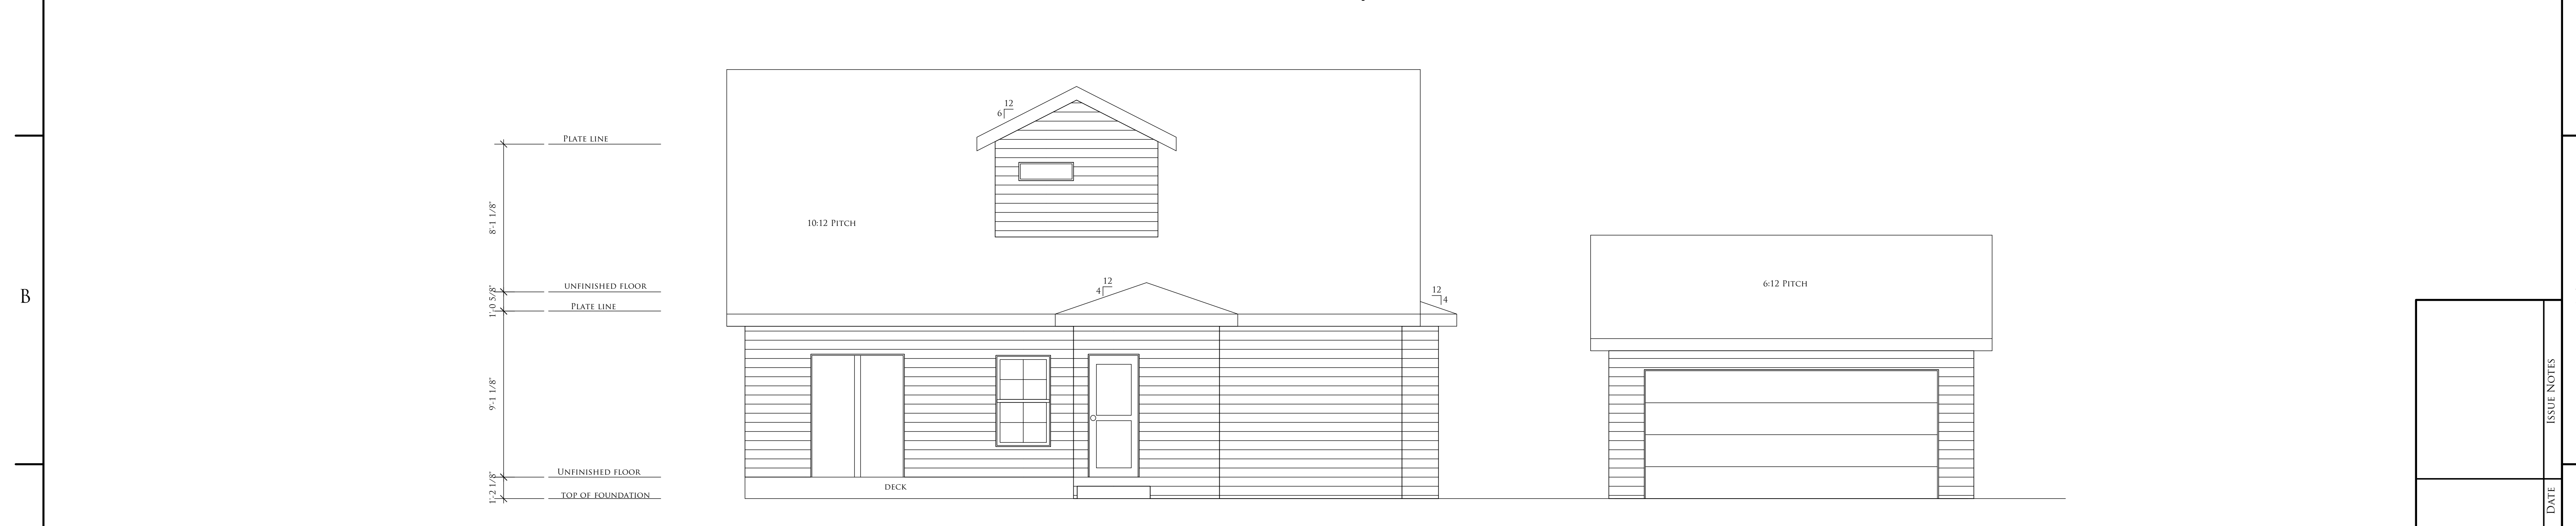 B
Plate line
8'-1 1/8"
unfinished floor
1'-0 5/8"
Plate line
9'-1 1/8"
Unfinished floor
1'-2 1/8"
top of foundation
12
6
10:12 Pitch
12
4
12
4
deck
6:12 Pitch
Issue Notes
Date